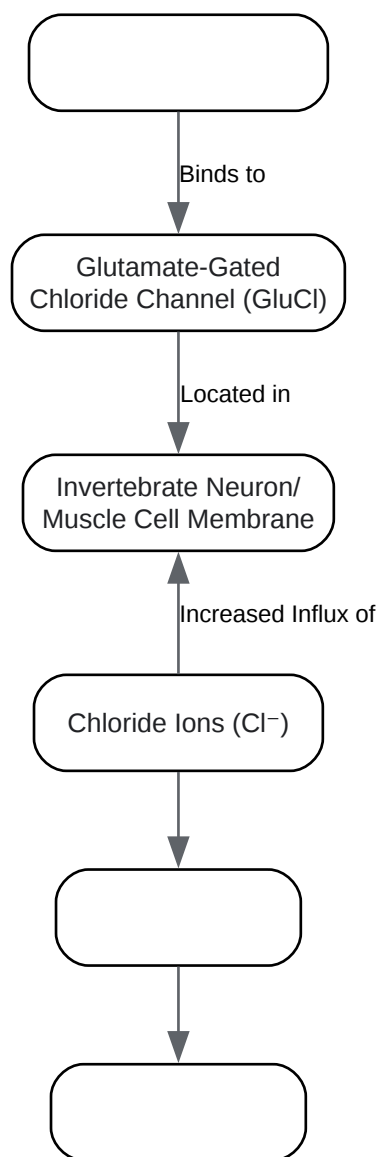 Binds to
Glutamate-Gated
Chloride Channel (GluCl)
Located in
Invertebrate Neuron/
Muscle Cell Membrane
Increased Influx of
Chloride Ions (Cl⁻)